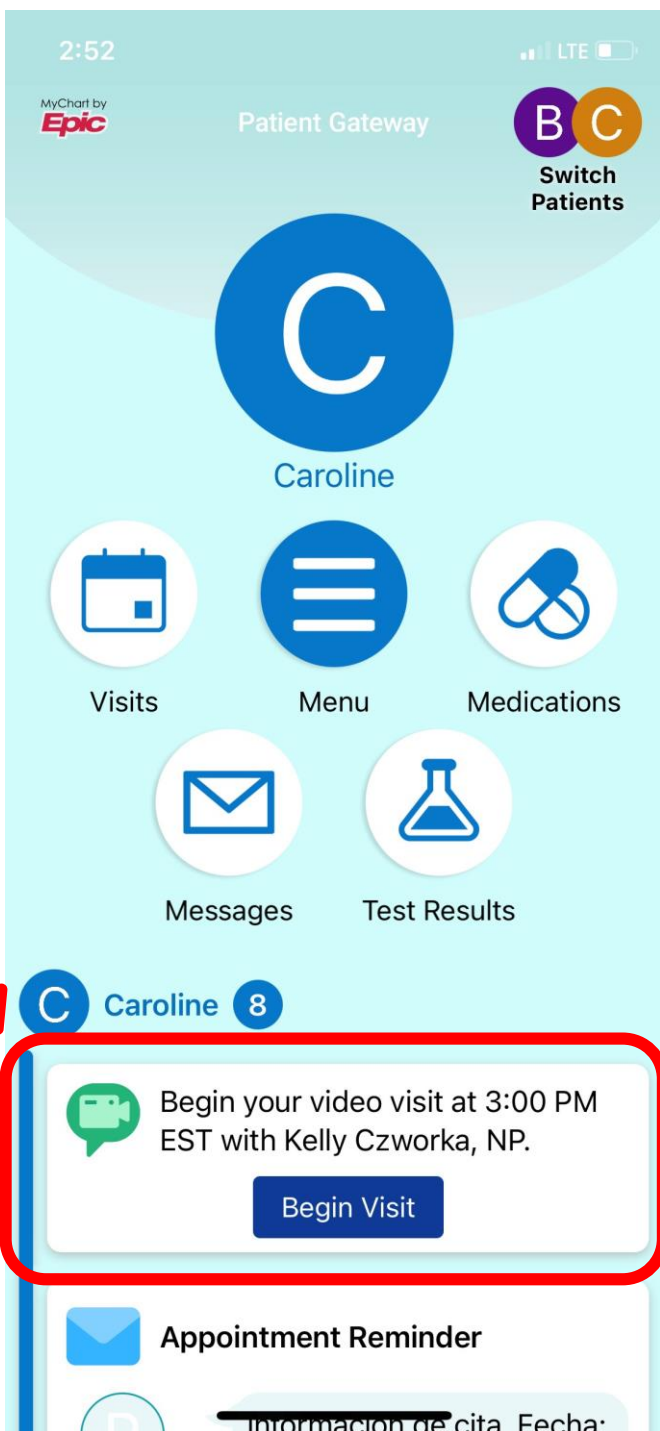 2:52
LTE
MyChart by
Epic
Patient Gateway
B C
Switch
Patients
C
Caroline
Visits
Menu
Medications
Messages
Test Results
C Caroline 8
Begin your video visit at 3:00 PM
EST with Kelly Czworka, NP.
Begin Visit
Appointment Reminder
Información de cita. Fecha: